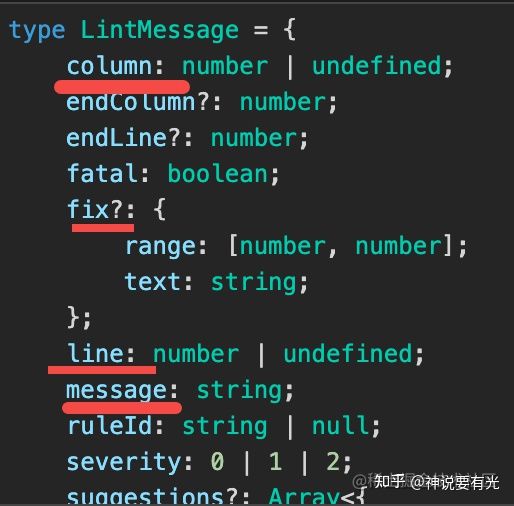 type LintMessage = {
    column: number | undefined;
    endColumn?: number;
    endLine?: number;
    fatal: boolean;
    fix?: {
        range: [number, number];
        text: string;
    };
    line: number | undefined;
    message: string;
    ruleId: string | null;
    severity: 0 | 1 | 2;
    suggestions?: Array<{
知乎 @神说要有光